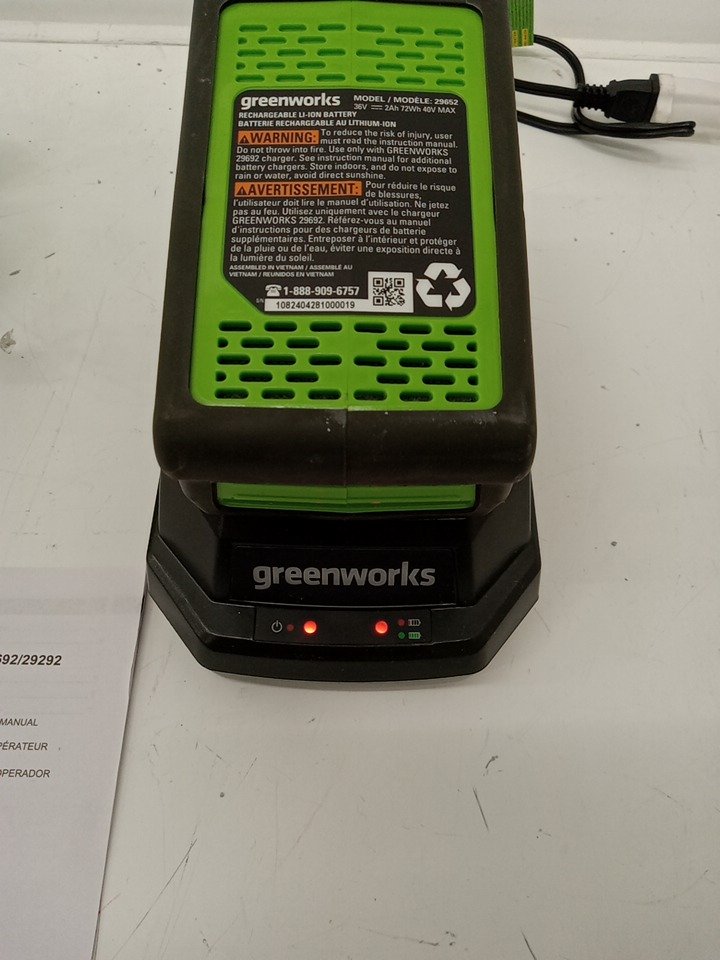 greenworks
MODEL / MODÈLE: 29652
36V 2Ah 72Wh 40V MAX
RECHARGEABLE LI-ION BATTERY
BATTERIE RECHARGEABLE AU LITHIUM-ION
WARNING: To reduce the risk of injury, user
must read the instruction manual.
Do not throw into fire. Use only with GREENWORKS
29692 charger. See instruction manual for additional
battery chargers. Store indoors, and do not expose to
rain or water, avoid direct sunshine.
AVERTISSEMENT: Pour réduire le risque
de blessures,
l'utilisateur doit lire le manuel d'utilisation. Ne jetez
pas au feu. Utilisez uniquement avec le chargeur
GREENWORKS 29692. Référez-vous au manuel
d'instructions pour des chargeurs de batterie
supplémentaires. Entreposer à l'intérieur et protéger
de la pluie ou de l'eau, éviter une exposition directe à
la lumière du soleil.
ASSEMBLED IN VIETNAM / ASSEMBLÉ AU
VIETNAM / REUNIDOS EN VIETNAM
1-888-909-6757
S/N: 1082404281000019
greenworks
692/29292
MANUAL
OPERADOR